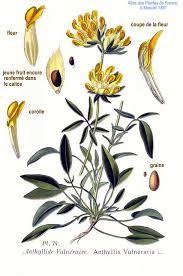 Atlas des Plantes de France,
A.Masclef 1891
fleur
coupe de la fleur
jeune fruit encore
renfermé dans
le calice
corolle
graine
Pl. 74.
Anthyllide Vulnéraire. Anthyllis Vulneraria L.